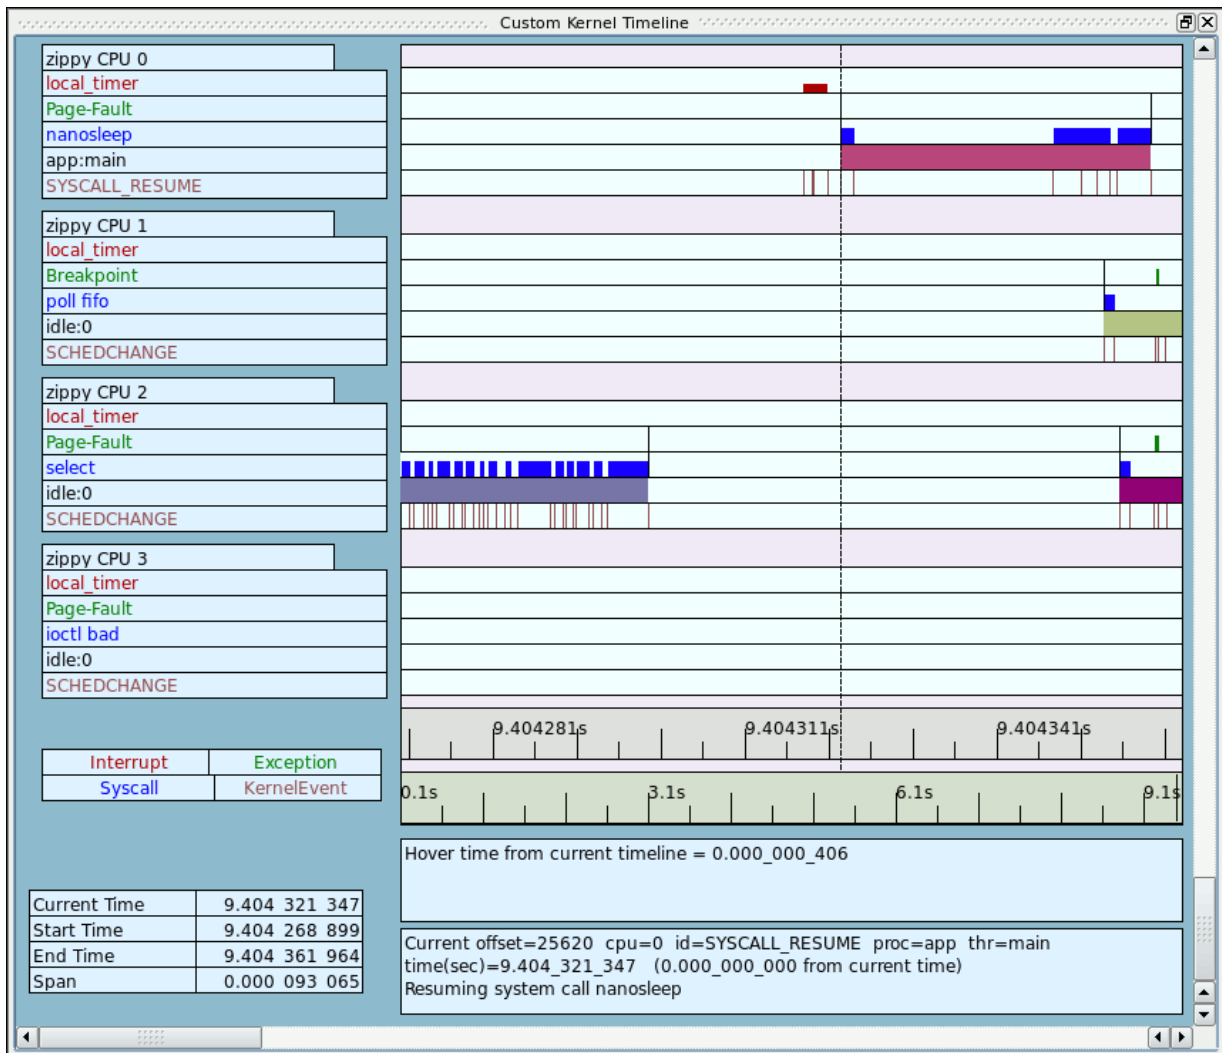 Custom Kernel Timeline
zippy CPU 0
local_timer
Page-Fault
nanosleep
app:main
SYSCALL_RESUME
zippy CPU 1
local_timer
Breakpoint
poll fifo
idle:0
SCHEDCHANGE
zippy CPU 2
local_timer
Page-Fault
select
idle:0
SCHEDCHANGE
zippy CPU 3
local_timer
Page-Fault
ioctl bad
idle:0
SCHEDCHANGE
9.404281s 9.404311s 9.404341s
Interrupt Exception
Syscall KernelEvent
0.1s 3.1s 6.1s 9.1s
Hover time from current timeline = 0.000_000_406
Current Time 9.404 321 347
Start Time 9.404 268 899
End Time 9.404 361 964
Span 0.000 093 065
Current offset=25620 cpu=0 id=SYSCALL_RESUME proc=app thr=main
time(sec)=9.404_321_347 (0.000_000_000 from current time)
Resuming system call nanosleep